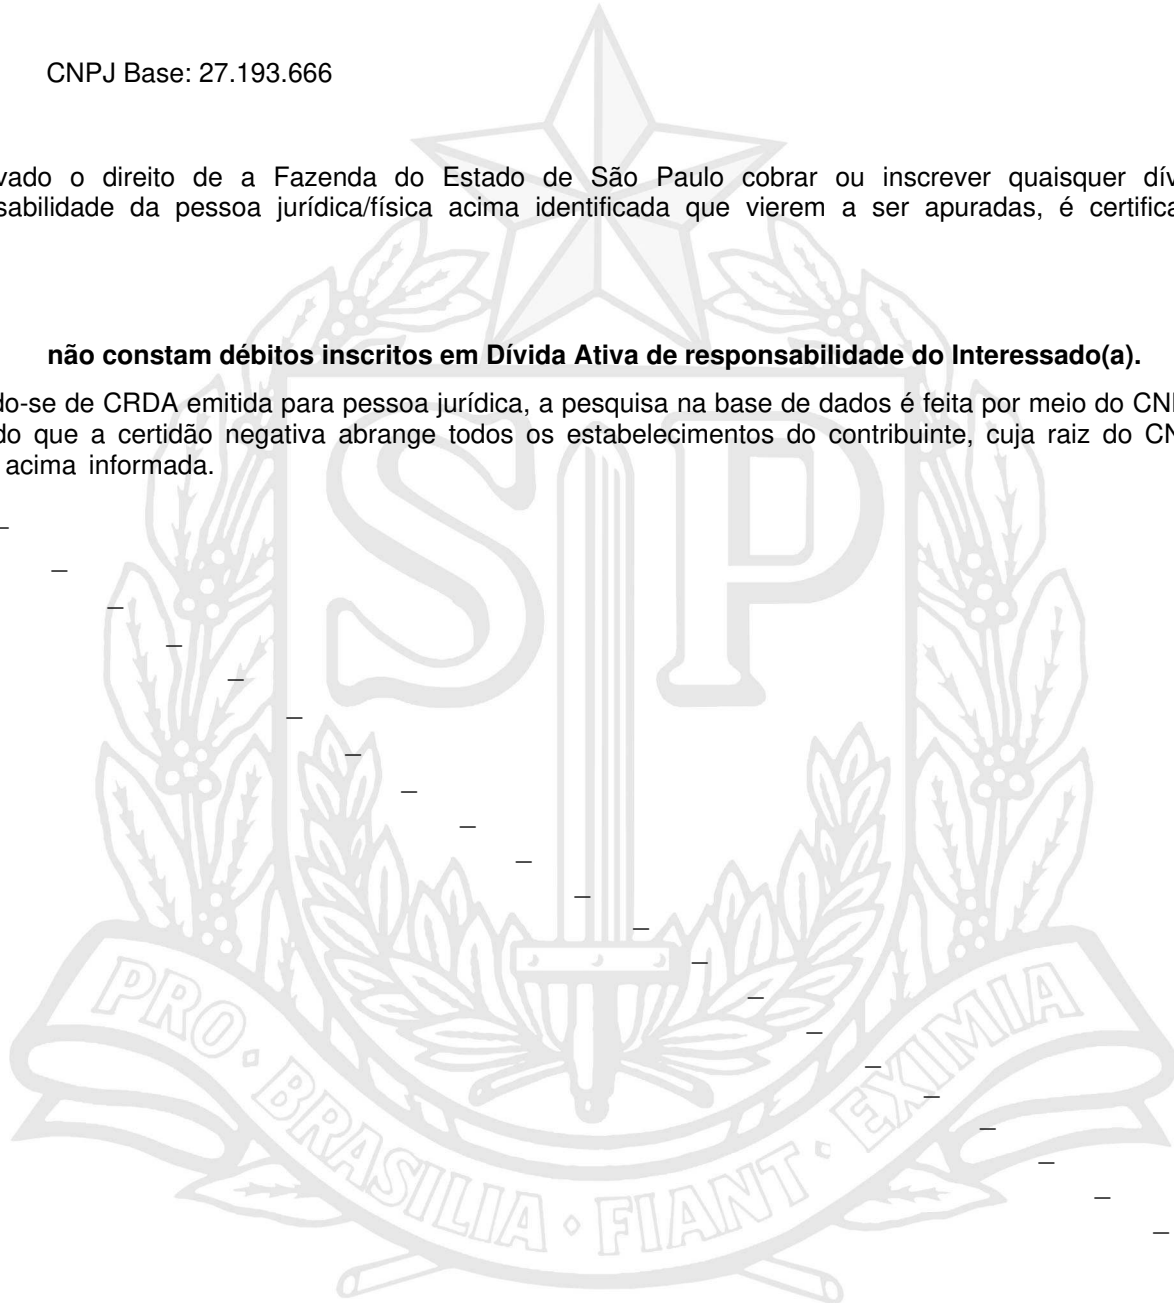 CNPJ Base: 27.193.666
vado o direito de a Fazenda do Estado de São Paulo cobrar ou inscrever quaisquer dív
sabilidade da pessoa jurídica/física acima identificada que vierem a ser apuradas, é certifica
não constam débitos inscritos em Dívida Ativa de responsabilidade do Interessado(a).
do-se de CRDA emitida para pessoa jurídica, a pesquisa na base de dados é feita por meio do CN
do que a certidão negativa abrange todos os estabelecimentos do contribuinte, cuja raiz do CN
acima informada.
SP
PRO • BRASILIA • FIANT • EXIMIA